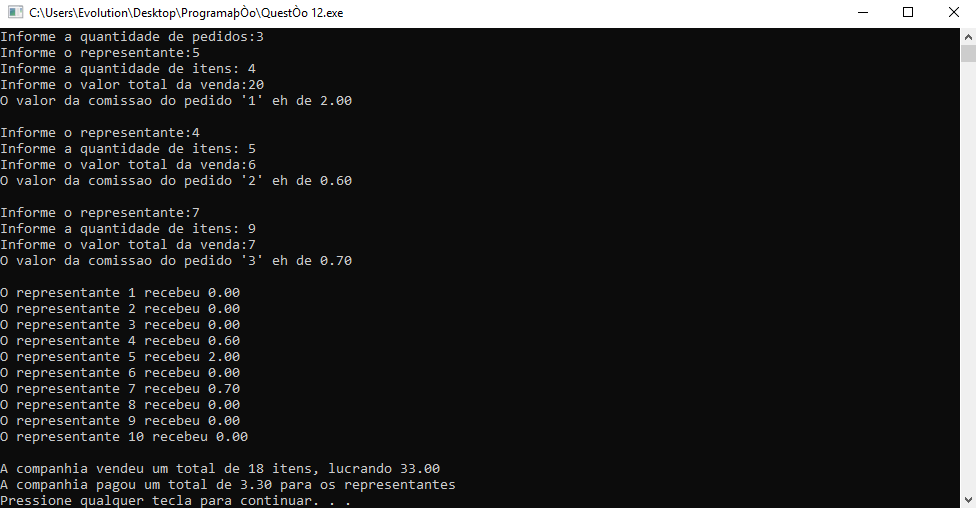 C:\Users\Evolution\Desktop\ProgramaþÒo\QuestÒo 12.exe
Informe a quantidade de pedidos:3
Informe o representante:5
Informe a quantidade de itens: 4
Informe o valor total da venda:20
O valor da comissao do pedido '1' eh de 2.00
Informe o representante:4
Informe a quantidade de itens: 5
Informe o valor total da venda:6
O valor da comissao do pedido '2' eh de 0.60
Informe o representante:7
Informe a quantidade de itens: 9
Informe o valor total da venda:7
O valor da comissao do pedido '3' eh de 0.70
O representante 1 recebeu 0.00
O representante 2 recebeu 0.00
O representante 3 recebeu 0.00
O representante 4 recebeu 0.60
O representante 5 recebeu 2.00
O representante 6 recebeu 0.00
O representante 7 recebeu 0.70
O representante 8 recebeu 0.00
O representante 9 recebeu 0.00
O representante 10 recebeu 0.00
A companhia vendeu um total de 18 itens, lucrando 33.00
A companhia pagou um total de 3.30 para os representantes
Pressione qualquer tecla para continuar. . .